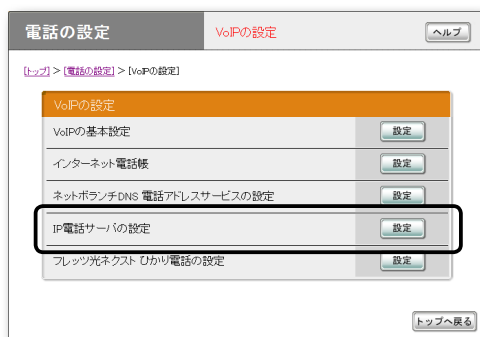 電話の設定 VoIPの設定 ヘルプ
[トップ] > [電話の設定] > [VoIPの設定]
VoIPの設定
VoIPの基本設定 設定
インターネット電話帳 設定
ネットボランチDNS 電話アドレスサービスの設定 設定
IP電話サーバの設定 設定
フレッツ光ネクスト ひかり電話の設定 設定
トップへ戻る